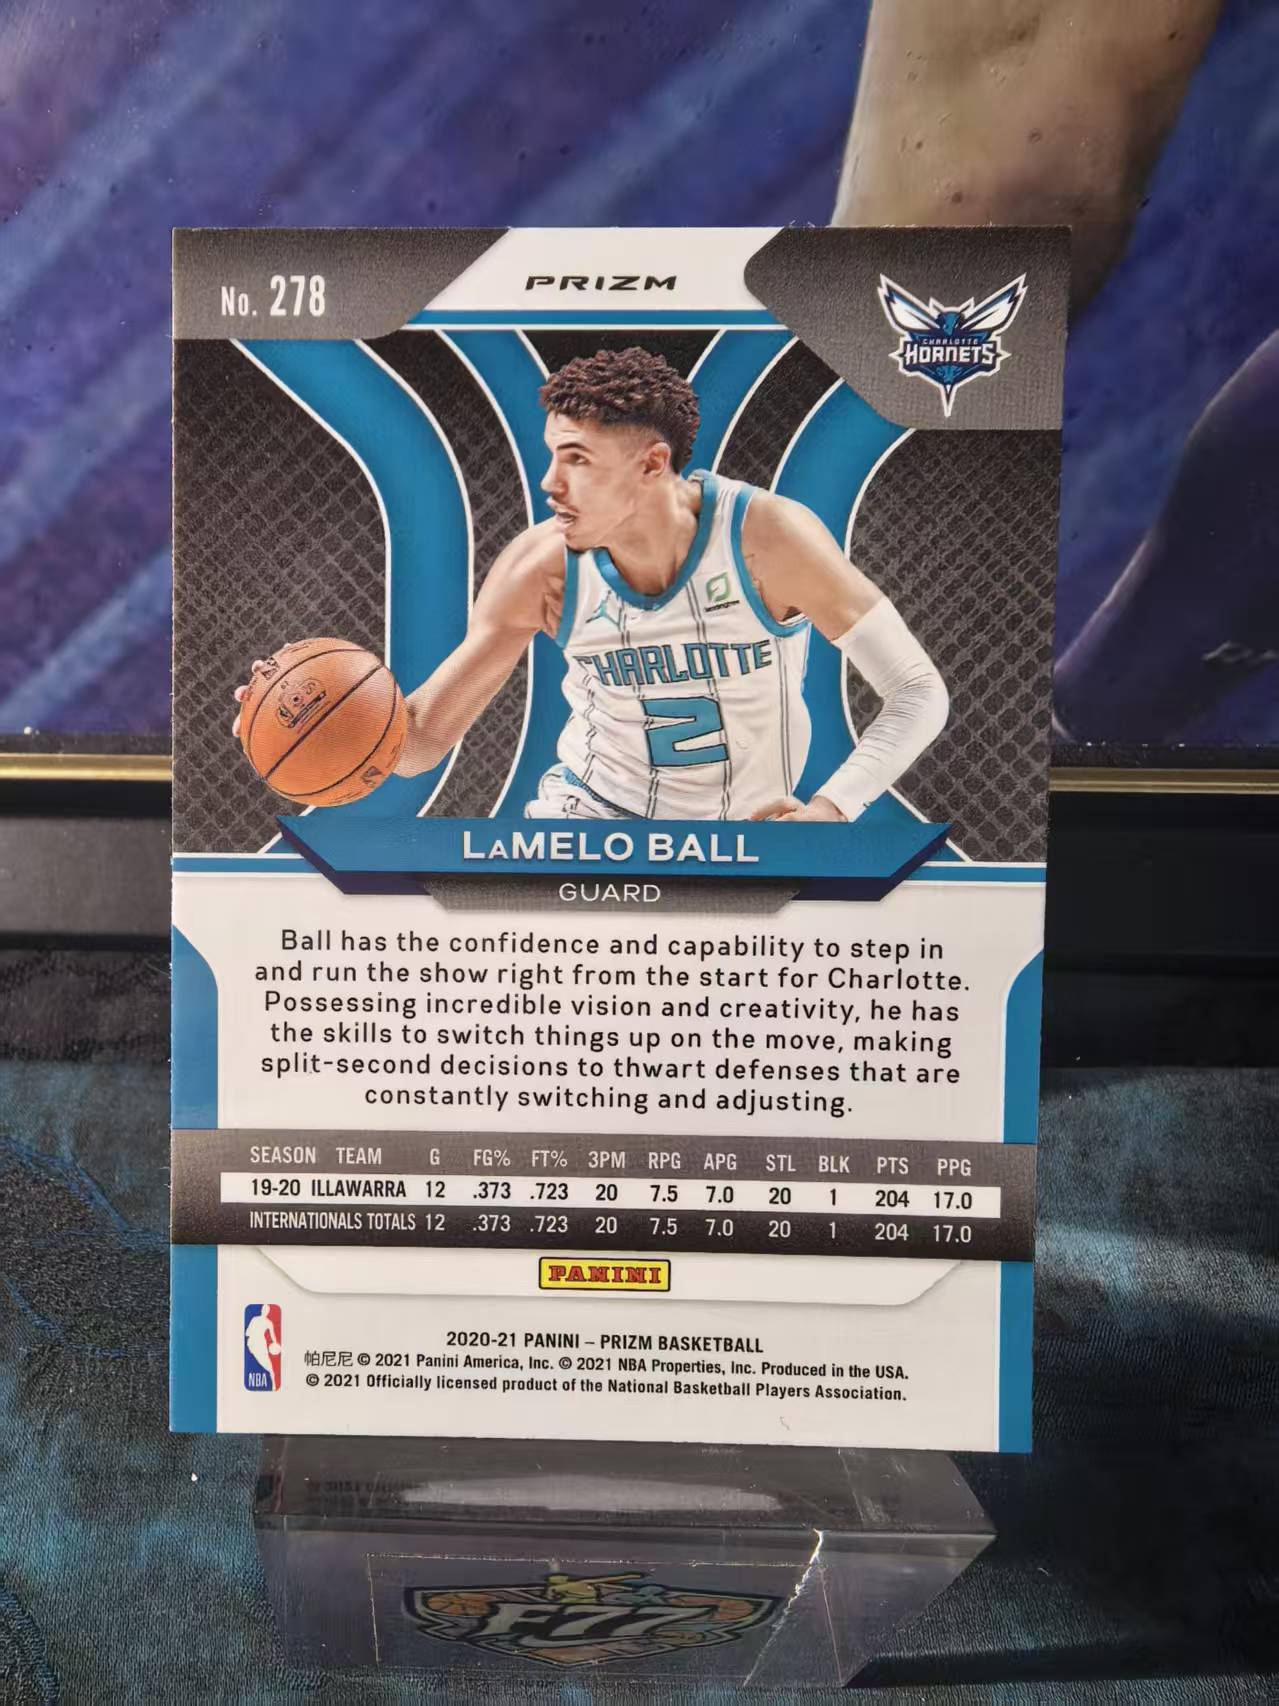 No. 278
PRIZM
CHARLOTTE
HORNETS
CHARLOTTE
2
LAMELO BALL
GUARD
Ball has the confidence and capability to step in
and run the show right from the start for Charlotte.
Possessing incredible vision and creativity, he has
the skills to switch things up on the move, making
split-second decisions to thwart defenses that are
constantly switching and adjusting.
SEASON TEAM G FG% FT% 3PM RPG APG STL BLK PTS PPG
19-20 ILLAWARRA 12 .373 .723 20 7.5 7.0 20 1 204 17.0
INTERNATIONALS TOTALS 12 .373 .723 20 7.5 7.0 20 1 204 17.0
PANINI
NBA
2020-21 PANINI – PRIZM BASKETBALL
帕尼尼 © 2021 Panini America, Inc. © 2021 NBA Properties, Inc. Produced in the USA.
© 2021 Officially licensed product of the National Basketball Players Association.
F77